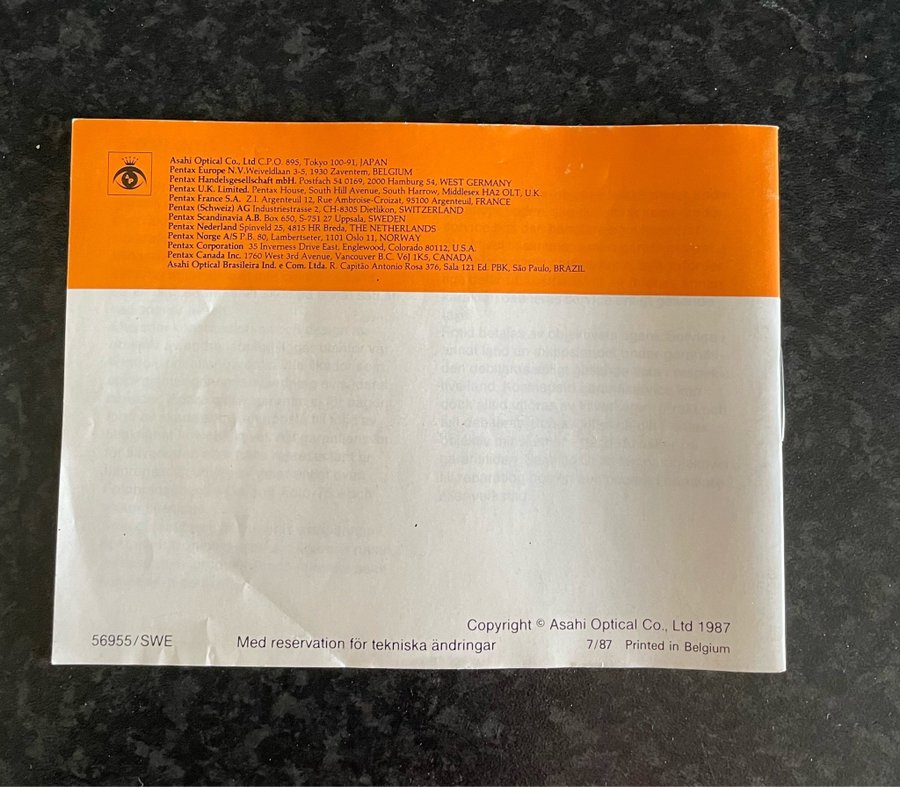 Asahi Optical Co., Ltd C.P.O. 895, Tokyo 100-91, JAPAN
Pentax Europe N.V. Weiveldlaan 3-5, 1930 Zaventem, BELGIUM
Pentax Handelsgesellschaft mbH. Postfach 54 0169, 2000 Hamburg 54, WEST GERMANY
Pentax U.K. Limited. Pentax House, South Hill Avenue, South Harrow, Middlesex HA2 OLT, U.K.
Pentax France S.A. Z.I. Argenteuil 12, Rue Ambroise-Croizat, 95100 Argenteuil, FRANCE
Pentax (Schweiz) AG Industriestrasse 2, CH-8305 Dietlikon, SWITZERLAND
Pentax Scandinavia A.B. Box 650, S-751 27 Uppsala, SWEDEN
Pentax Nederland Spinveld 25, 4815 HR Breda, THE NETHERLANDS
Pentax Norge A/S P.B. 80, Lambertseter, 1101 Oslo 11, NORWAY
Pentax Corporation 35 Inverness Drive East, Englewood, Colorado 80112, U.S.A.
Pentax Canada Inc. 1760 West 3rd Avenue, Vancouver B.C. V6J 1K5, CANADA
Asahi Optical Brasileira Ind. e Com. Ltda. R. Capitão Antonio Rosa 376, Sala 121 Ed. PBK, São Paulo, BRAZIL
Copyright © Asahi Optical Co., Ltd 1987
56955/SWE Med reservation för tekniska ändringar 7/87 Printed in Belgium